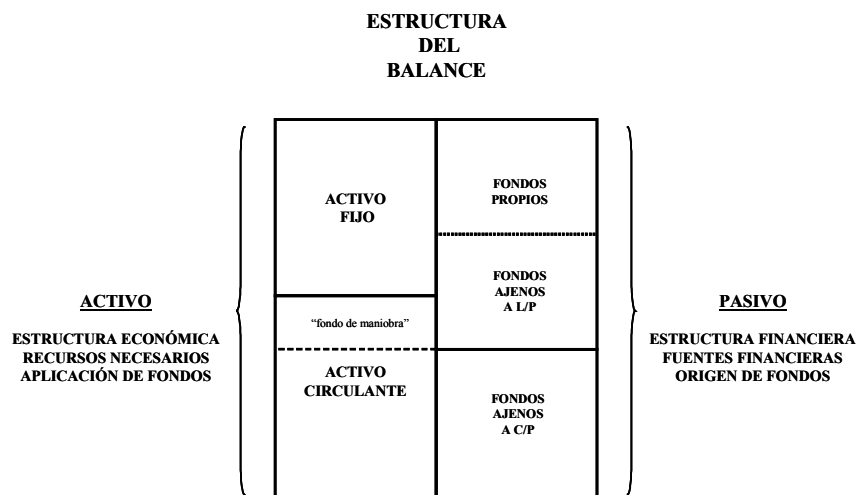 ESTRUCTURA
DEL
BALANCE
ACTIVO
ESTRUCTURA ECONÓMICA
RECURSOS NECESARIOS
APLICACIÓN DE FONDOS
ACTIVO
FIJO
“fondo de maniobra”
ACTIVO
CIRCULANTE
FONDOS
PROPIOS
FONDOS
AJENOS
A L/P
FONDOS
AJENOS
A C/P
PASIVO
ESTRUCTURA FINANCIERA
FUENTES FINANCIERAS
ORIGEN DE FONDOS